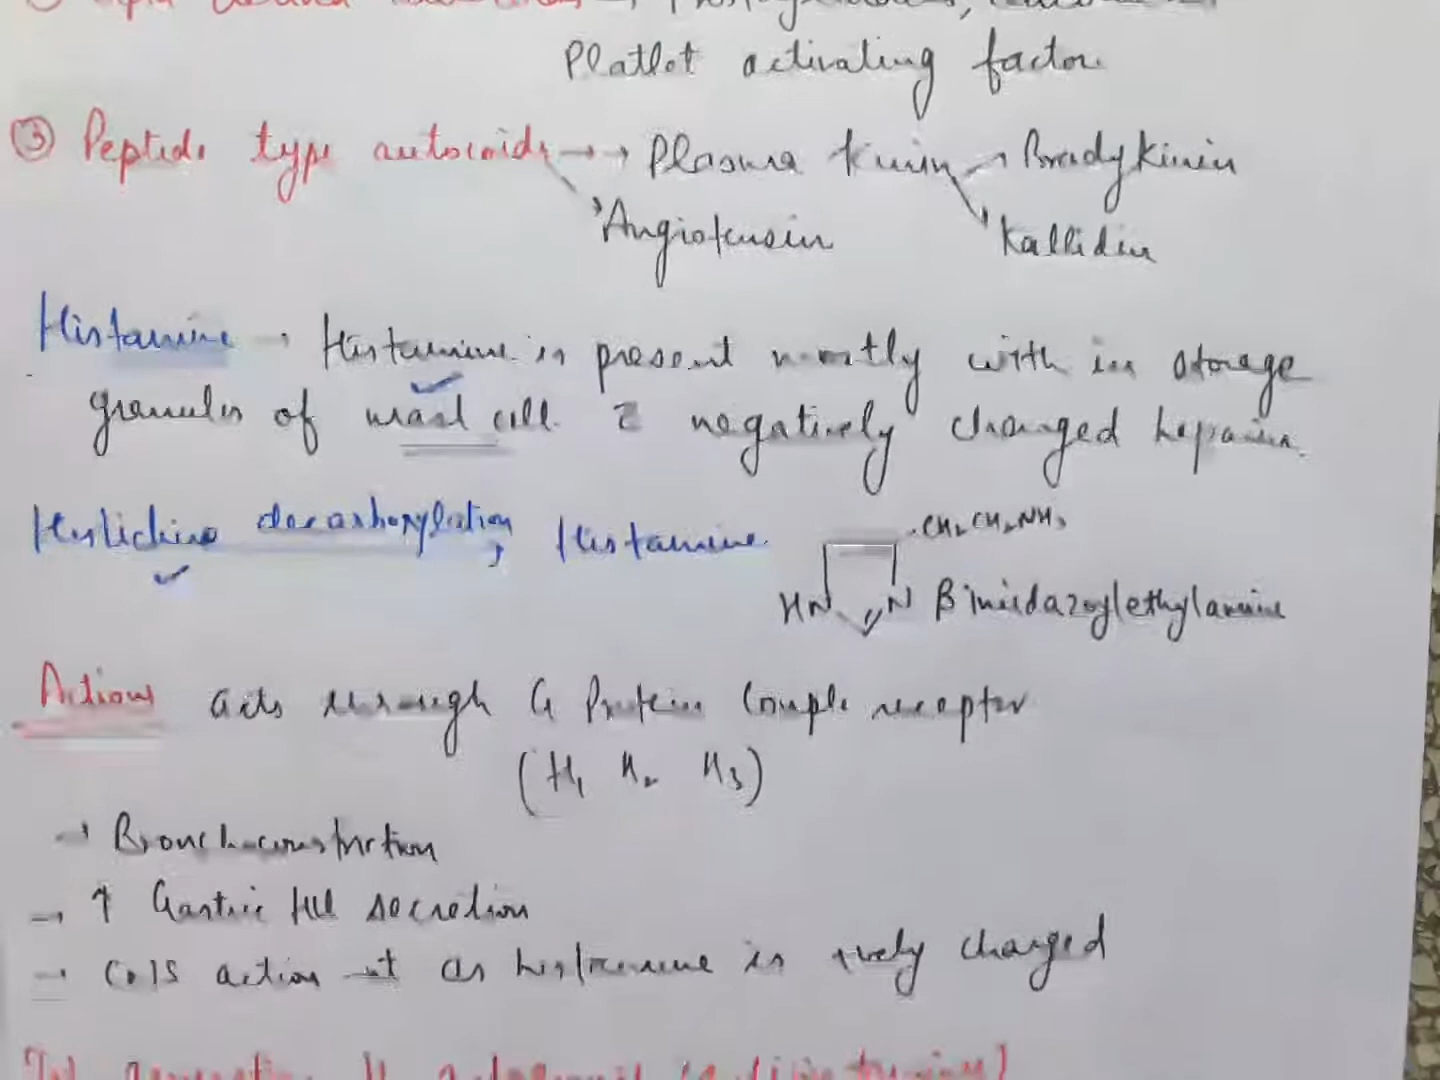 Platlet activating factor
③ Peptide type autocoids → Plasma kinin → Bradykinin
Angiotensin Kallidin
Histamine → Histamine is present mostly with in storage
granules of mast cell & negatively charged heparin.
Histidine decarboxylation, Histamine CH₂CH₂NH₂
HN N β imidazoylethylamine
Actions acts through G Protein Couple receptor
(H₁ H₂ H₃)
→ Bronchoconstriction
→ ↑ Gastric HCl secretion
→ action as histamine is +vely charged